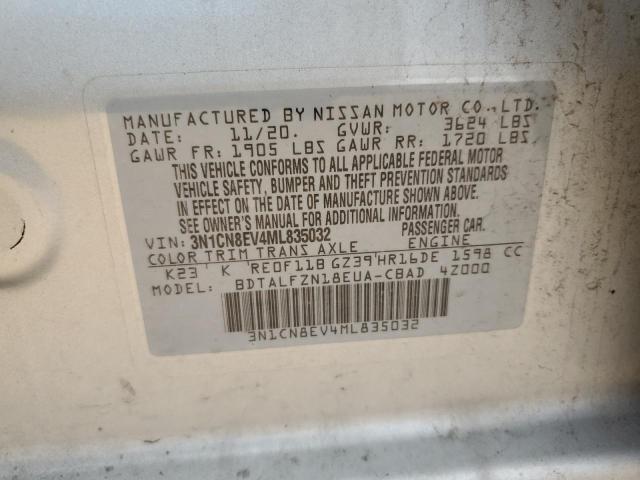 MANUFACTURED BY NISSAN MOTOR CO., LTD.
DATE: 11/20. GVWR: 3624 LBS
GAWR FR: 1905 LBS GAWR RR: 1720 LBS
THIS VEHICLE CONFORMS TO ALL APPLICABLE FEDERAL MOTOR
VEHICLE SAFETY, BUMPER AND THEFT PREVENTION STANDARDS
IN EFFECT ON THE DATE OF MANUFACTURE SHOWN ABOVE.
SEE OWNER'S MANUAL FOR ADDITIONAL INFORMATION.
VIN: 3N1CN8EV4ML835032 PASSENGER CAR.
COLOR TRIM TRANS AXLE ENGINE
K23 K RE0F11B GZ39 HR16DE 1598 CC
MODEL: BDTALFZN18EUA-CBAD 4Z000
3N1CN8EV4ML835032